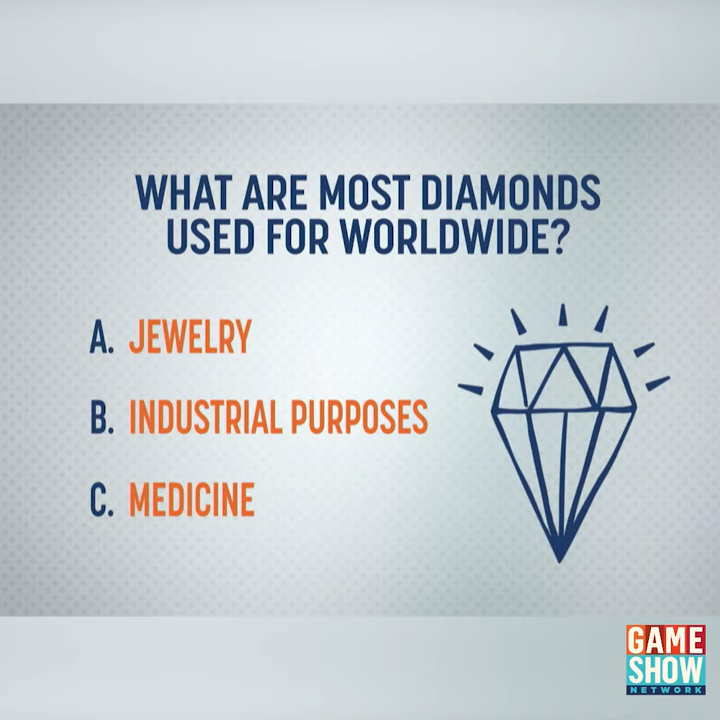 WHAT ARE MOST DIAMONDS
USED FOR WORLDWIDE?
A. JEWELRY
B. INDUSTRIAL PURPOSES
C. MEDICINE
GAME
SHOW
NETWORK